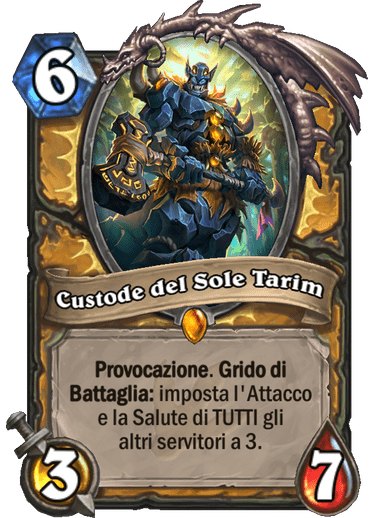 6
Custode del Sole Tarim
Provocazione. Grido di
Battaglia: imposta l'Attacco
e la Salute di TUTTI gli
altri servitori a 3.
3
7